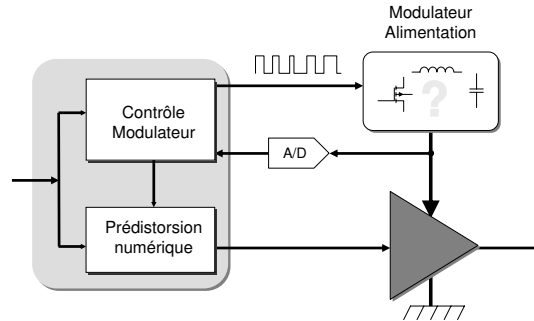 Modulateur
Alimentation
?
Contrôle
Modulateur
A/D
Prédistorsion
numérique